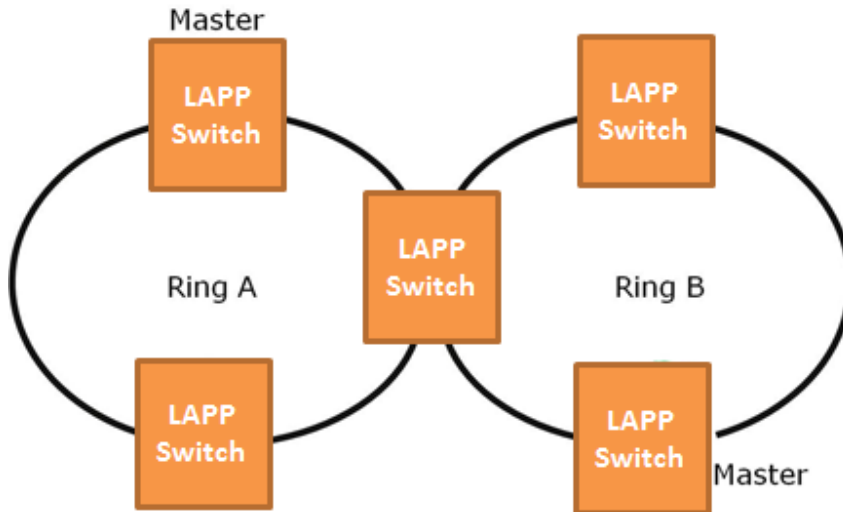 Master
LAPP
Switch
LAPP
Switch
LAPP
Switch
Ring A
Ring B
LAPP
Switch
LAPP
Switch
Master